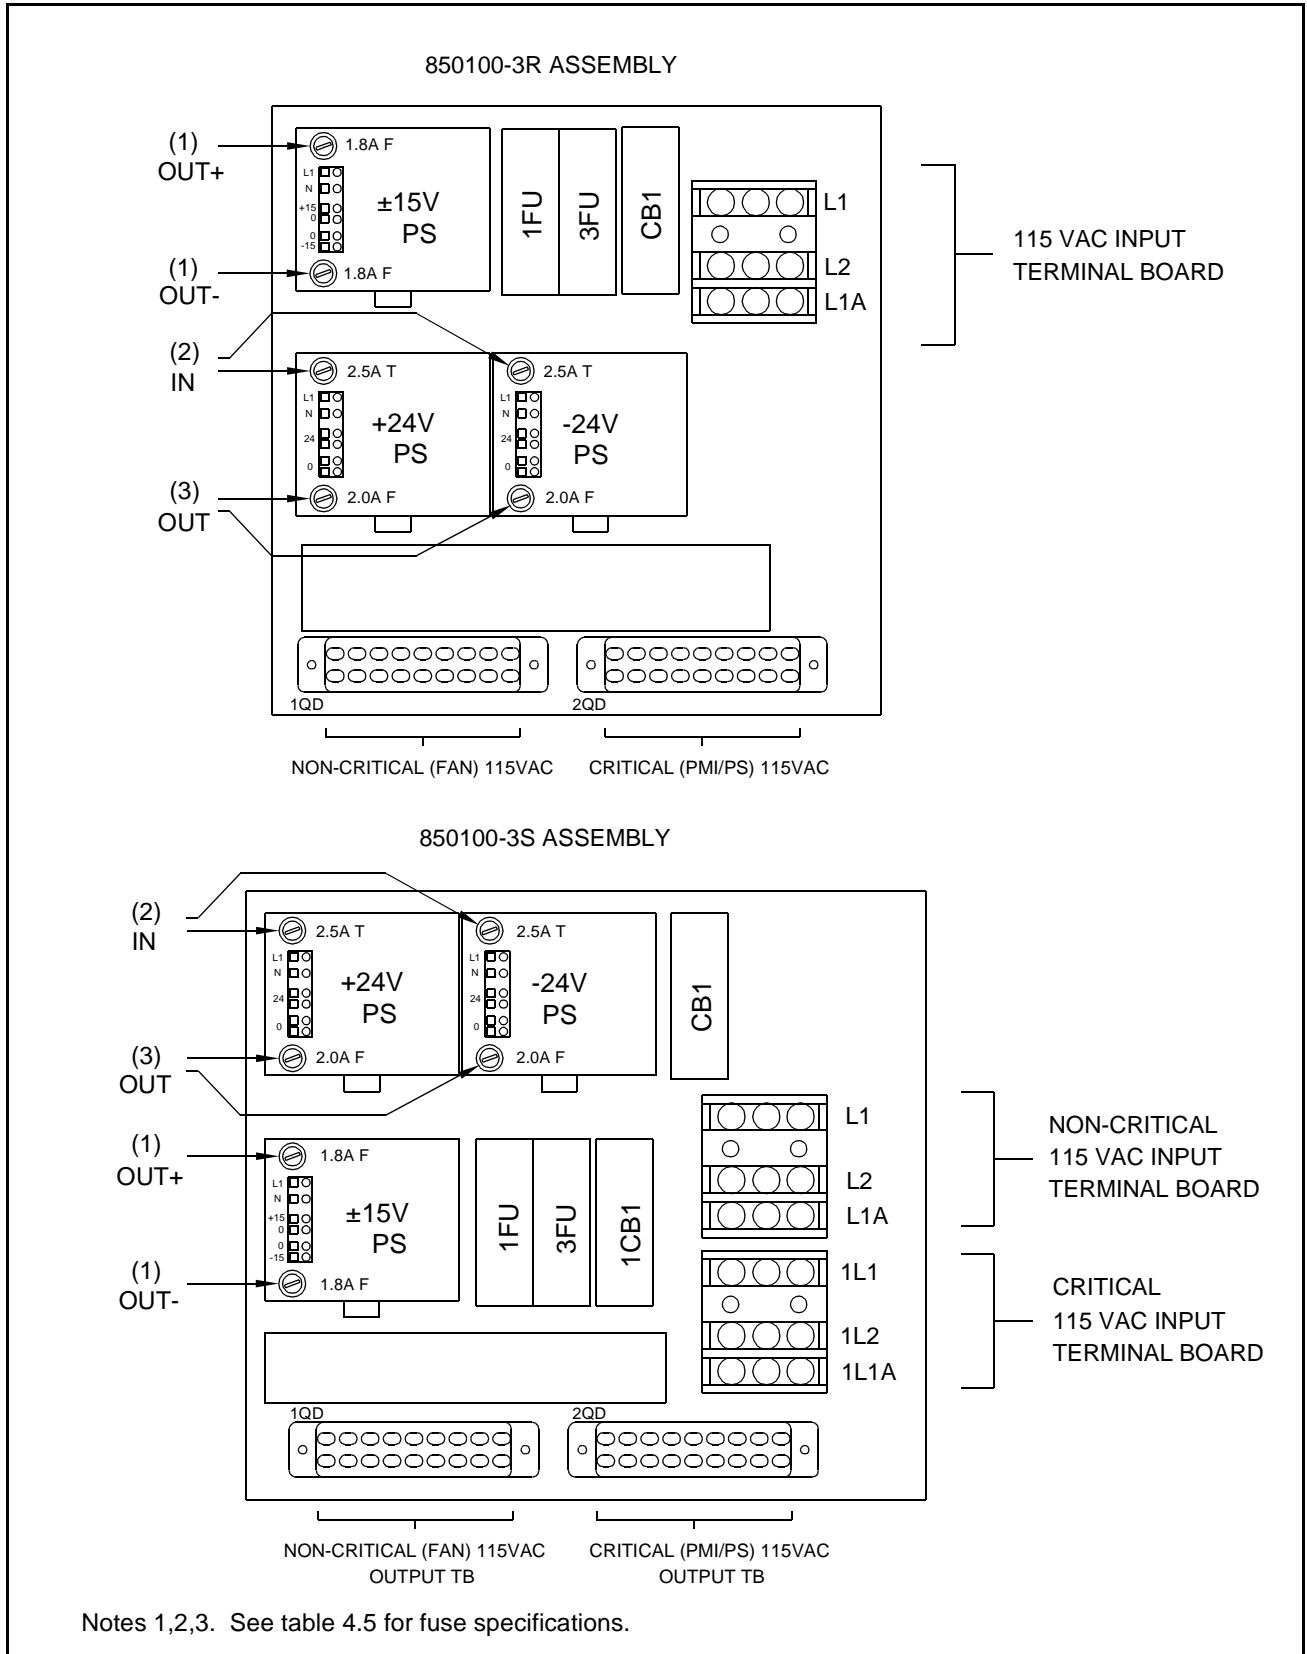 850100-3R ASSEMBLY
(1)
OUT+
1.8A F
L1
N
+15
0
0
-15
±15V
PS
(1)
OUT-
1.8A F
1FU
3FU
CB1
L1
L2
L1A
115 VAC INPUT
TERMINAL BOARD
(2)
IN
2.5A T
L1
N
24
0
+24V
PS
2.0A F
2.5A T
L1
N
24
0
-24V
PS
2.0A F
(3)
OUT
1QD
2QD
NON-CRITICAL (FAN) 115VAC
CRITICAL (PMI/PS) 115VAC
850100-3S ASSEMBLY
(2)
IN
2.5A T
L1
N
24
0
+24V
PS
2.0A F
2.5A T
L1
N
24
0
-24V
PS
2.0A F
CB1
(3)
OUT
(1)
OUT+
1.8A F
L1
N
+15
0
0
-15
±15V
PS
(1)
OUT-
1.8A F
1FU
3FU
1CB1
L1
L2
L1A
NON-CRITICAL
115 VAC INPUT
TERMINAL BOARD
1L1
1L2
1L1A
CRITICAL
115 VAC INPUT
TERMINAL BOARD
1QD
2QD
NON-CRITICAL (FAN) 115VAC
OUTPUT TB
CRITICAL (PMI/PS) 115VAC
OUTPUT TB
Notes 1,2,3. See table 4.5 for fuse specifications.